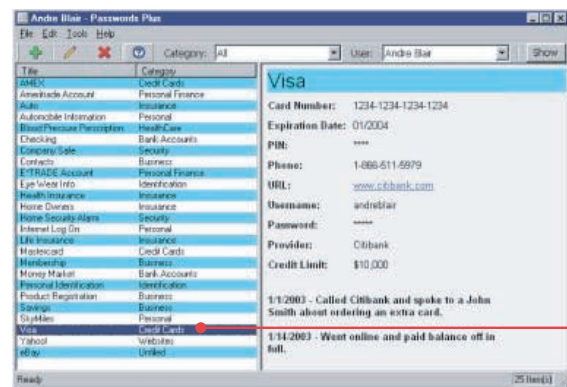 Andre Blair - Passwords Plus
File Edit Tools Help
Category: All User: Andre Blair Show
Title Category
AMEX Credit Cards
Ameritrade Account Personal Finance
Auto Insurance
Automobile Information Personal
Blood Pressure Perscription HealthCare
Checking Bank Accounts
Company Safe Security
Contacts Business
E*TRADE Account Personal Finance
Eye Wear Info Identification
Health Insurance Insurance
Home Owners Insurance
Home Security Alarm Security
Internet Log On Personal
Life Insurance Insurance
Mastercard Credit Cards
Membership Business
Money Market Bank Accounts
Personal Identification Identification
Product Registration Business
Savings Business
SkyMiles Personal
Visa Credit Cards
Yahoo! Websites
eBay Unfiled
Visa
Card Number: 1234-1234-1234-1234
Expiration Date: 01/2004
PIN: ****
Phone: 1-866-511-5979
URL: www.citibank.com
Username: andreblair
Password: *****
Provider: Citibank
Credit Limit: $10,000
1/1/2003 - Called Citibank and spoke to a John
Smith about ordering an extra card.
1/14/2003 - Went online and paid balance off in
full.
Ready 25 Item(s)